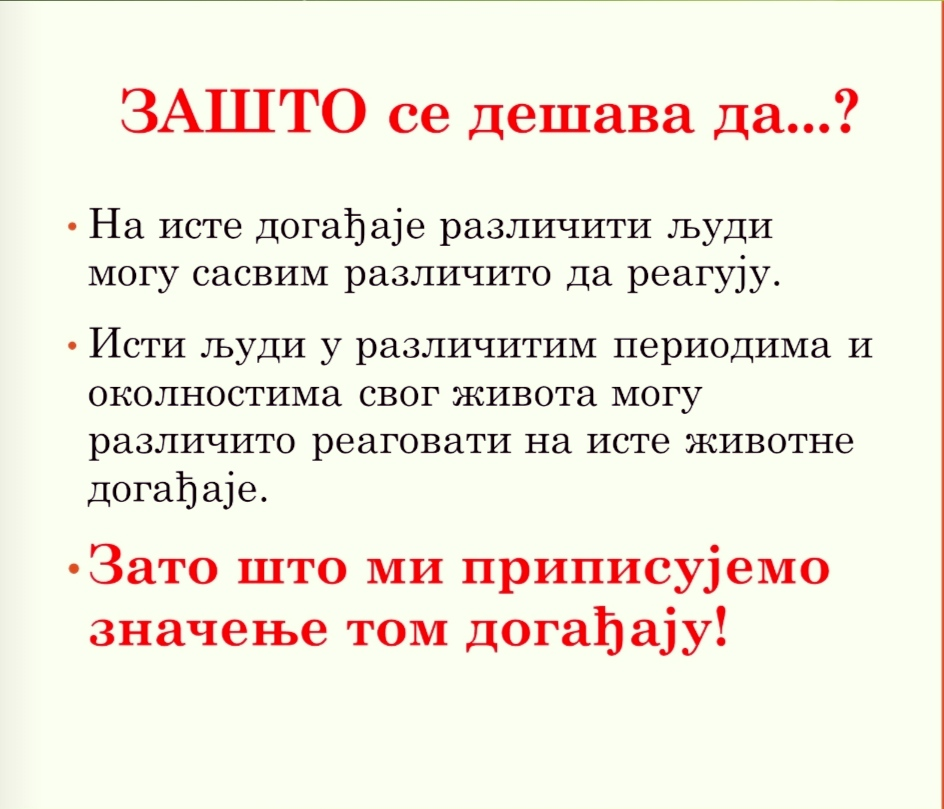 ЗАШТО се дешава да...?
• На исте догађаје различити људи
могу сасвим различито да реагују.
• Исти људи у различитим периодима и
околностима свог живота могу
различито реаговати на исте животне
догађаје.
• Зато што ми приписујемо
значење том догађају!